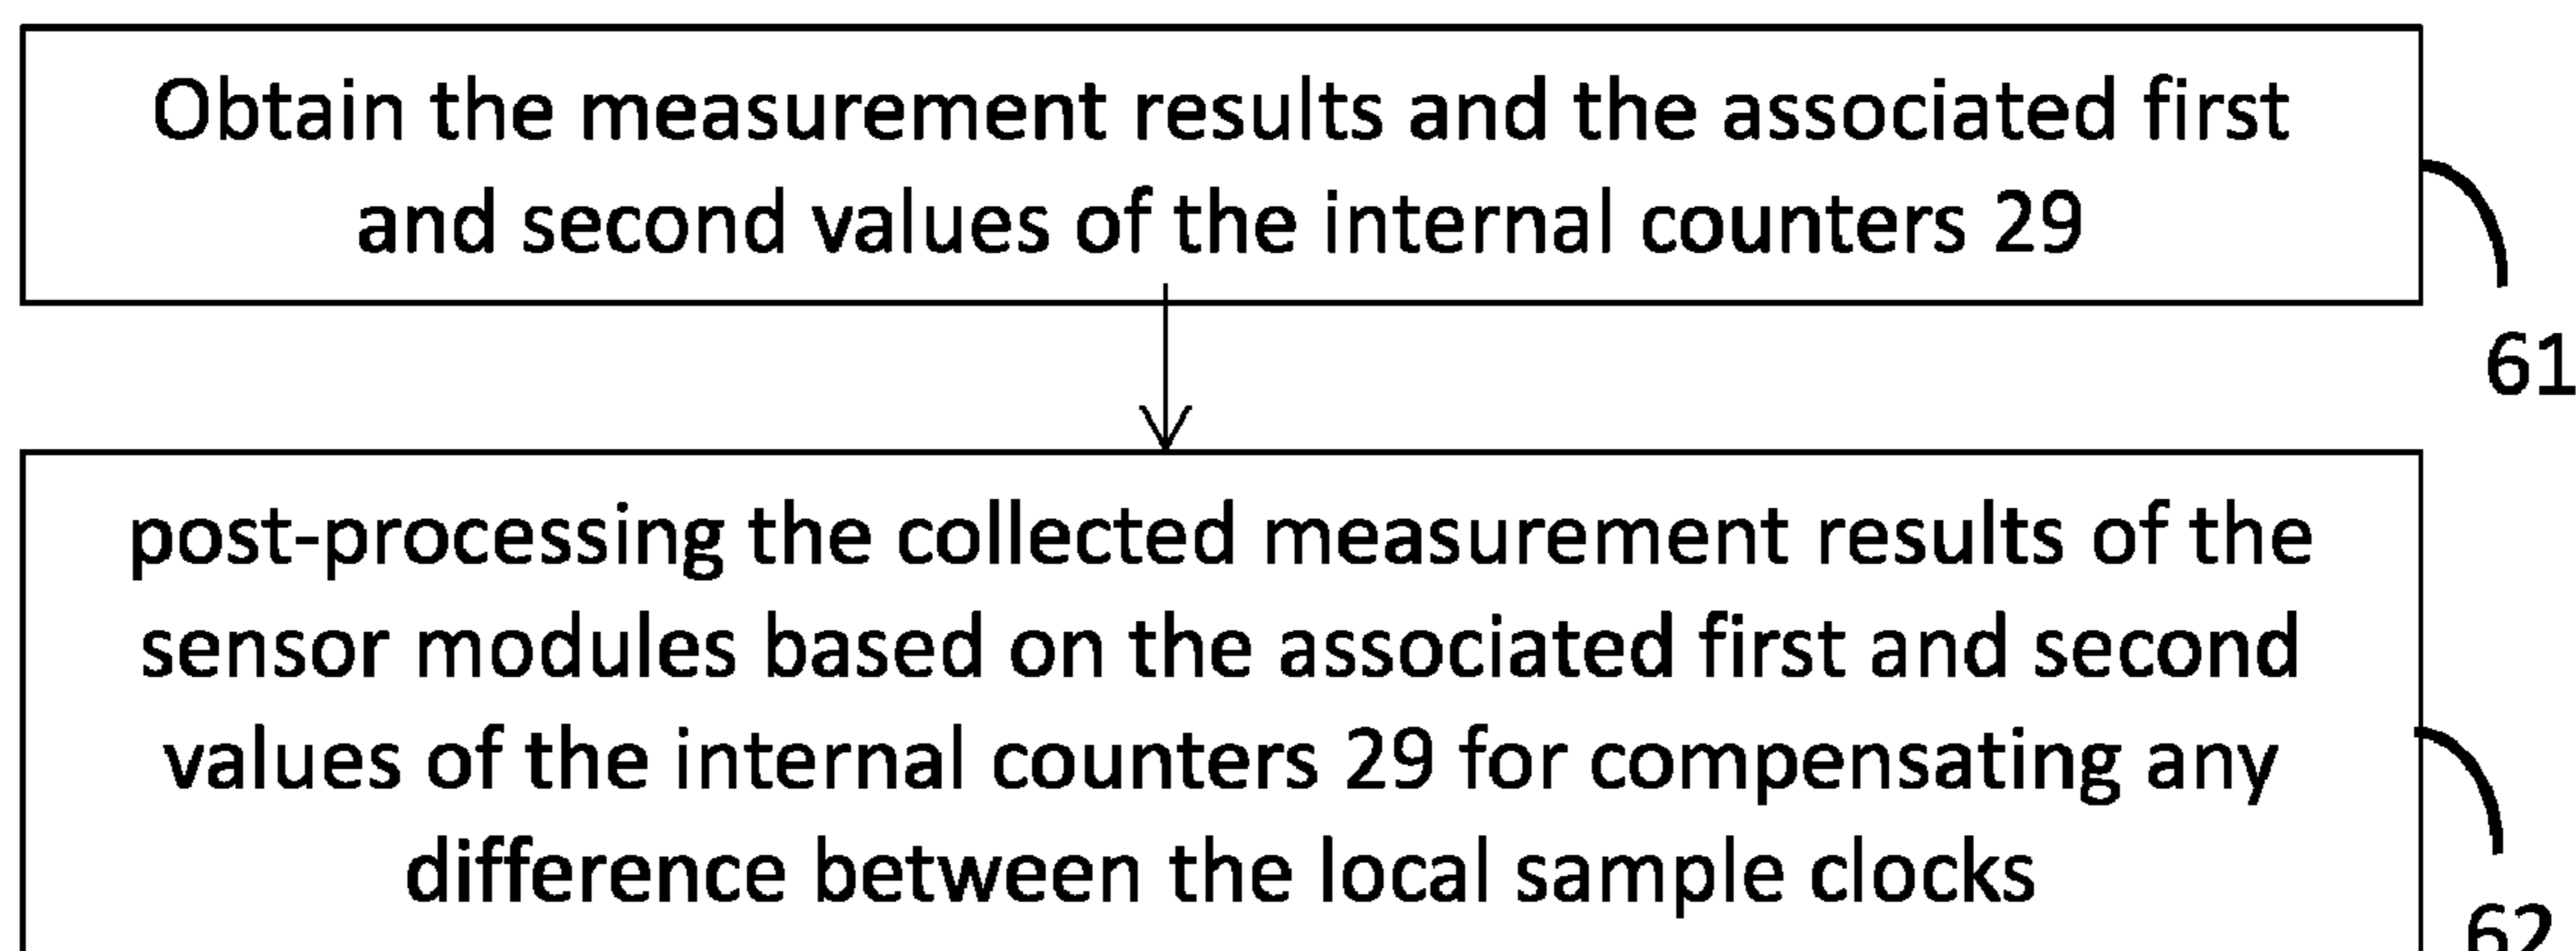 Obtain the measurement results and the associated first
and second values of the internal counters 29
61
post-processing the collected measurement results of the
sensor modules based on the associated first and second
values of the internal counters 29 for compensating any
difference between the local sample clocks
62